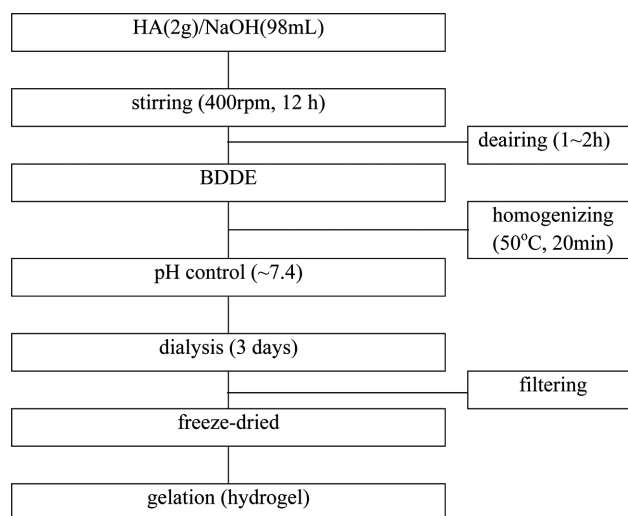 HA(2g)/NaOH(98mL)
stirring (400rpm, 12 h)
deairing (1~2h)
BDDE
homogenizing
(50°C, 20min)
pH control (~7.4)
dialysis (3 days)
filtering
freeze-dried
gelation (hydrogel)